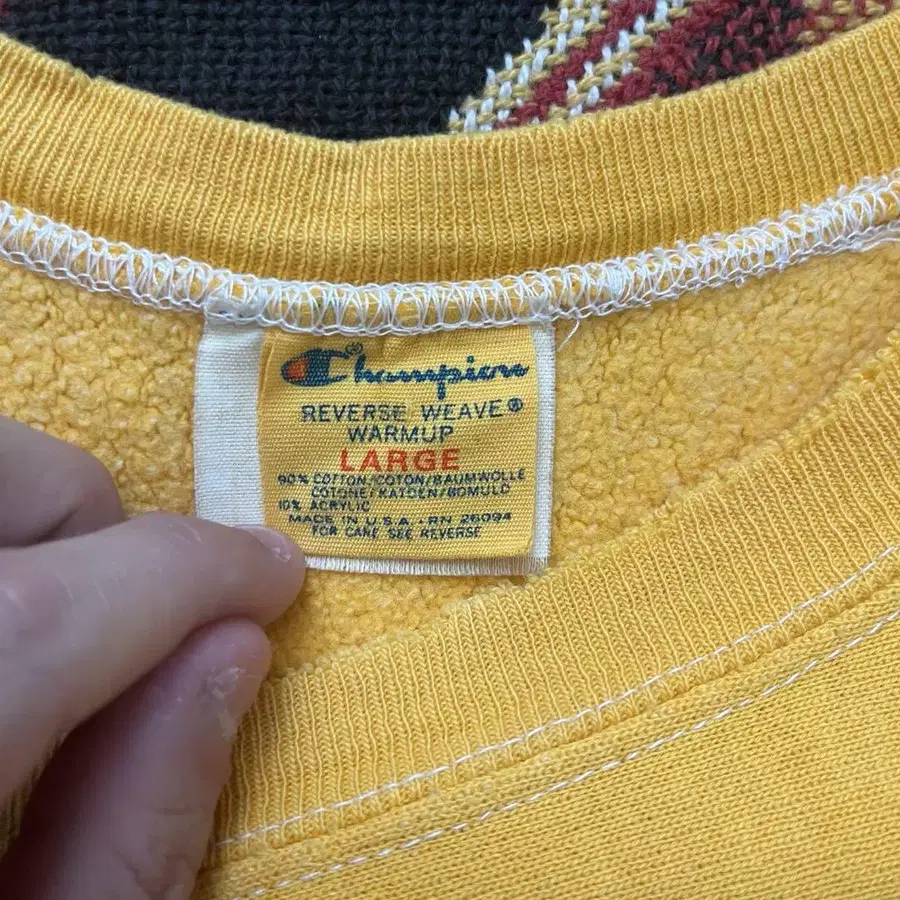 Champion®
REVERSE WEAVE®
WARMUP
LARGE
90% COTTON/COTON/BAUMWOLLE
COTONE/KATOEN/BOMULD
10% ACRYLIC
MADE IN U.S.A. RN 26094
FOR CARE SEE REVERSE